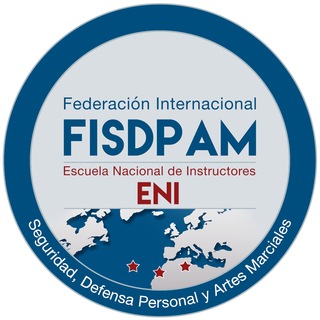 Federación Internacional
FISDPAM
Escuela Nacional de Instructores
ENI
Seguridad, Defensa Personal y Artes Marciales